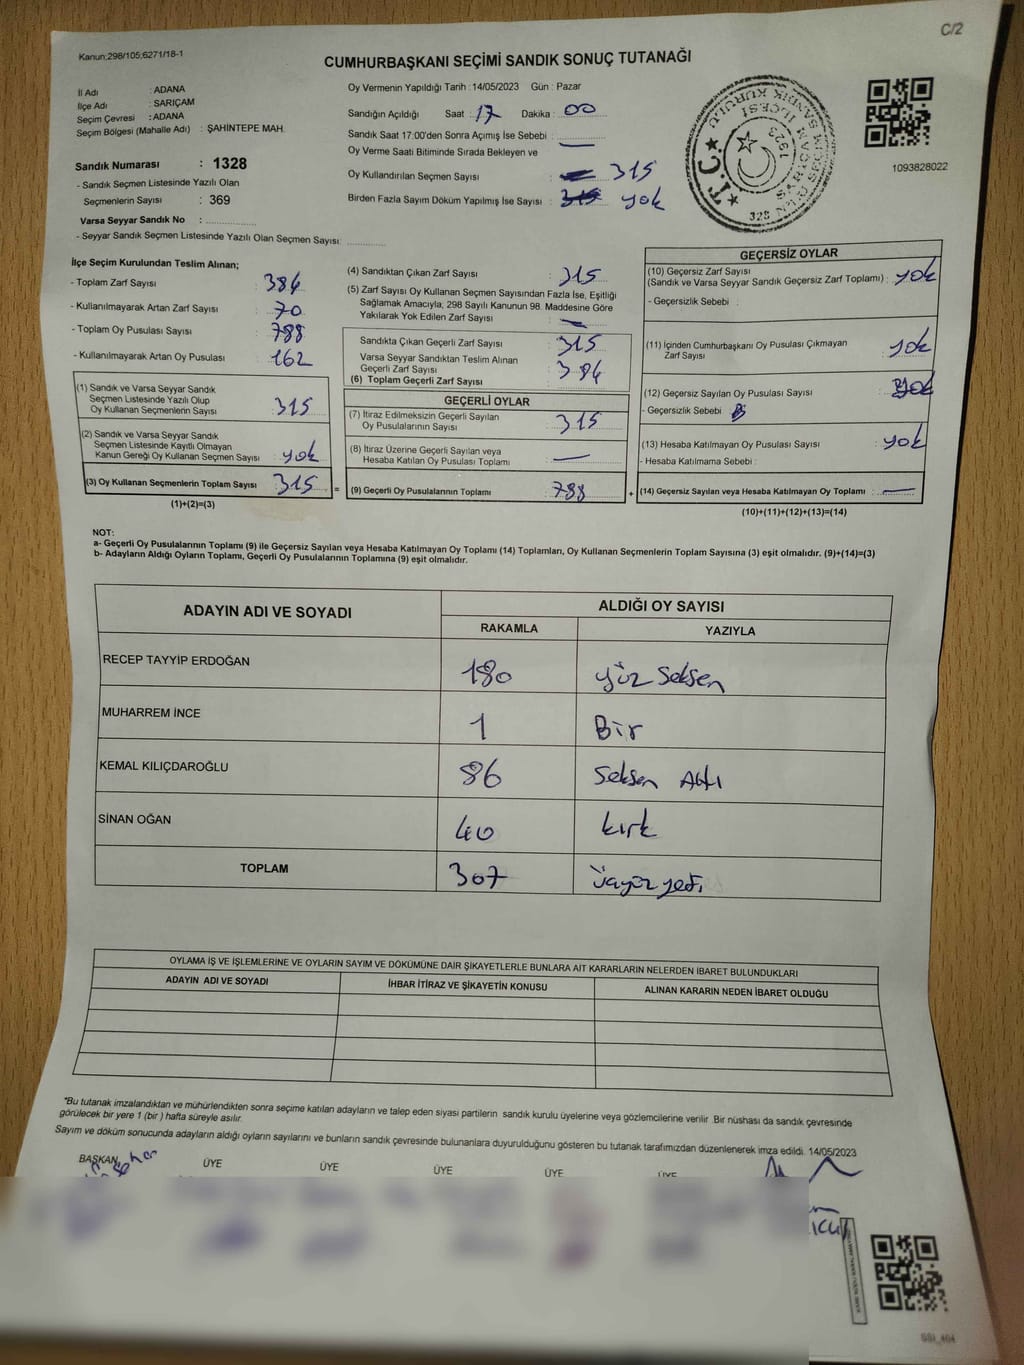 C/2
Kanun;298/105;6271/18-1
CUMHURBAŞKANI SEÇİMİ SANDIK SONUÇ TUTANAĞI
İl Adı : ADANA
İlçe Adı : SARIÇAM
Seçim Çevresi : ADANA
Seçim Bölgesi (Mahalle Adı) : ŞAHİNTEPE MAH.
Sandık Numarası : 1328
- Sandık Seçmen Listesinde Yazılı Olan
Seçmenlerin Sayısı : 369
Varsa Seyyar Sandık No :
- Seyyar Sandık Seçmen Listesinde Yazılı Olan Seçmen Sayısı:
Oy Vermenin Yapıldığı Tarih : 14/05/2023 Gün : Pazar
Sandığın Açıldığı Saat : 17 Dakika : 00
Sandık Saat 17:00'den Sonra Açımış İse Sebebi :
Oy Verme Saati Bitiminde Sırada Bekleyen ve
Oy Kullandırılan Seçmen Sayısı : 315
Birden Fazla Sayım Döküm Yapılmış İse Sayısı : 315 yok
T.C.
1923
328
1093828022
İlçe Seçim Kurulundan Teslim Alınan;
- Toplam Zarf Sayısı : 384
- Kullanılmayarak Artan Zarf Sayısı : 70
- Toplam Oy Pusulası Sayısı : 788
- Kullanılmayarak Artan Oy Pusulası : 162
(1) Sandık ve Varsa Seyyar Sandık
Seçmen Listesinde Yazılı Olup
Oy Kullanan Seçmenlerin Sayısı : 315
(2) Sandık ve Varsa Seyyar Sandık
Seçmen Listesinde Kayıtlı Olmayan
Kanun Gereği Oy Kullanan Seçmen Sayısı : yok
(3) Oy Kullanan Seçmenlerin Toplam Sayısı : 315
(1)+(2)=(3)
(4) Sandıktan Çıkan Zarf Sayısı : 315
(5) Zarf Sayısı Oy Kullanan Seçmen Sayısından Fazla İse, Eşitliği
Sağlamak Amacıyla; 298 Sayılı Kanunun 98. Maddesine Göre
Yakılarak Yok Edilen Zarf Sayısı : —
Sandıkta Çıkan Geçerli Zarf Sayısı : 315
Varsa Seyyar Sandıktan Teslim Alınan
Geçerli Zarf Sayısı : 384
(6) Toplam Geçerli Zarf Sayısı
GEÇERLİ OYLAR
(7) İtiraz Edilmeksizin Geçerli Sayılan
Oy Pusulalarının Sayısı : 315
(8) İtiraz Üzerine Geçerli Sayılan veya
Hesaba Katılan Oy Pusulası Toplamı : —
= (9) Geçerli Oy Pusulalarının Toplamı : 788
GEÇERSİZ OYLAR
(10) Geçersiz Zarf Sayısı
(Sandık ve Varsa Seyyar Sandık Geçersiz Zarf Toplamı) : yok
- Geçersizlik Sebebi :
(11) İçinden Cumhurbaşkanı Oy Pusulası Çıkmayan
Zarf Sayısı : yok
(12) Geçersiz Sayılan Oy Pusulası Sayısı : yok
- Geçersizlik Sebebi :
(13) Hesaba Katılmayan Oy Pusulası Sayısı : yok
- Hesaba Katılmama Sebebi :
+ (14) Geçersiz Sayılan veya Hesaba Katılmayan Oy Toplamı : —
(10)+(11)+(12)+(13)=(14)
NOT:
a- Geçerli Oy Pusulalarının Toplamı (9) ile Geçersiz Sayılan veya Hesaba Katılmayan Oy Toplamı (14) Toplamları, Oy Kullanan Seçmenlerin Toplam Sayısına (3) eşit olmalıdır. (9)+(14)=(3)
b- Adayların Aldığı Oyların Toplamı, Geçerli Oy Pusulalarının Toplamına (9) eşit olmalıdır.
ADAYIN ADI VE SOYADI ALDIĞI OY SAYISI
RAKAMLA YAZIYLA
RECEP TAYYİP ERDOĞAN 180 yüz seksen
MUHARREM İNCE 1 Bir
KEMAL KILIÇDAROĞLU 86 seksen Altı
SİNAN OĞAN 40 kırk
TOPLAM 307 üçyüz yedi
OYLAMA İŞ VE İŞLEMLERİNE VE OYLARIN SAYIM VE DÖKÜMÜNE DAİR ŞİKAYETLERLE BUNLARA AİT KARARLARIN NELERDEN İBARET BULUNDUKLARI
ADAYIN ADI VE SOYADI İHBAR İTİRAZ VE ŞİKAYETİN KONUSU ALINAN KARARIN NEDEN İBARET OLDUĞU
"Bu tutanak imzalandıktan ve mühürlendikten sonra seçime katılan adayların ve talep eden siyasi partilerin sandık kurulu üyelerine veya gözlemcilerine verilir. Bir nüshası da sandık çevresinde
görülecek bir yere 1 (bir ) hafta süreyle asılır.
Sayım ve döküm sonucunda adayların aldığı oyların sayılarını ve bunların sandık çevresinde bulunanlara duyurulduğunu gösteren bu tutanak tarafımızdan düzenlenerek imza edildi. 14/05/2023
BAŞKAN ÜYE ÜYE ÜYE ÜYE ÜYE
SSI_404